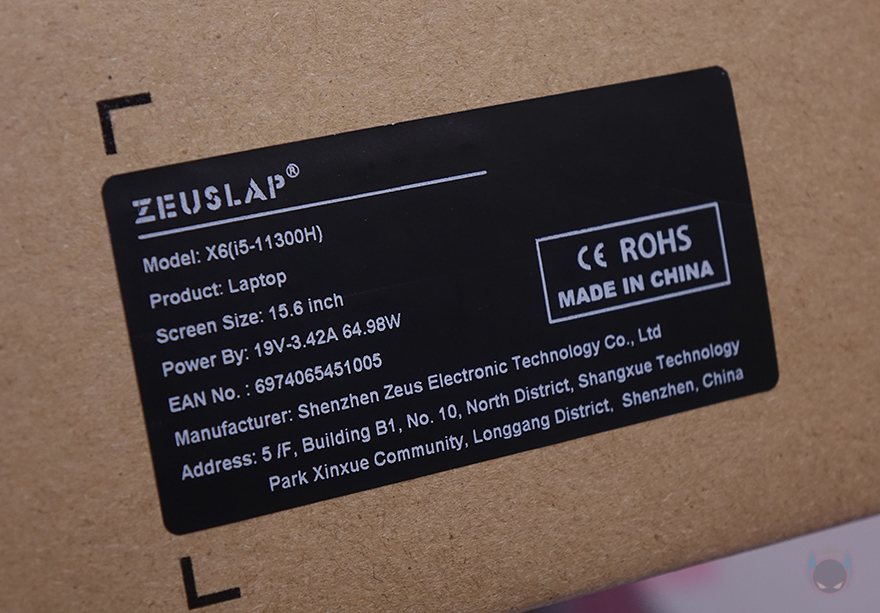 ZEUSLAP®
Model: X6(i5-11300H)
Product: Laptop
Screen Size: 15.6 inch
Power By: 19V-3.42A 64.98W
EAN No. : 6974065451005
Manufacturer: Shenzhen Zeus Electronic Technology Co., Ltd
Address: 5 /F, Building B1, No. 10, North District, Shangxue Technology
Park Xinxue Community, Longgang District, Shenzhen, China
CE ROHS
MADE IN CHINA